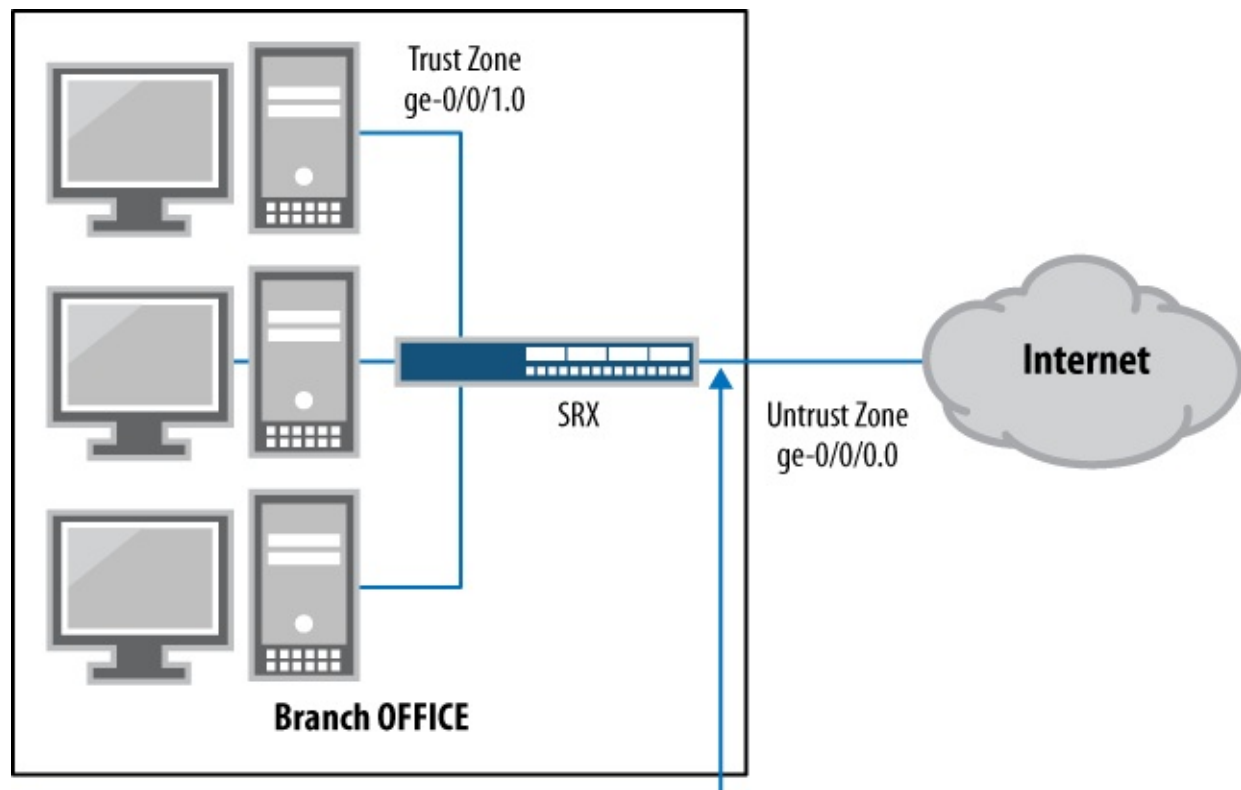 Trust Zone
ge-0/0/1.0
SRX
Untrust Zone
ge-0/0/0.0
Internet
Branch OFFICE